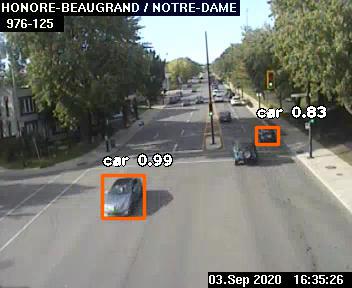 HONORE-BEAUGRAND / NOTRE-DAME
976-125
car 0.83
car 0.99
03.Sep 2020 16:35:26